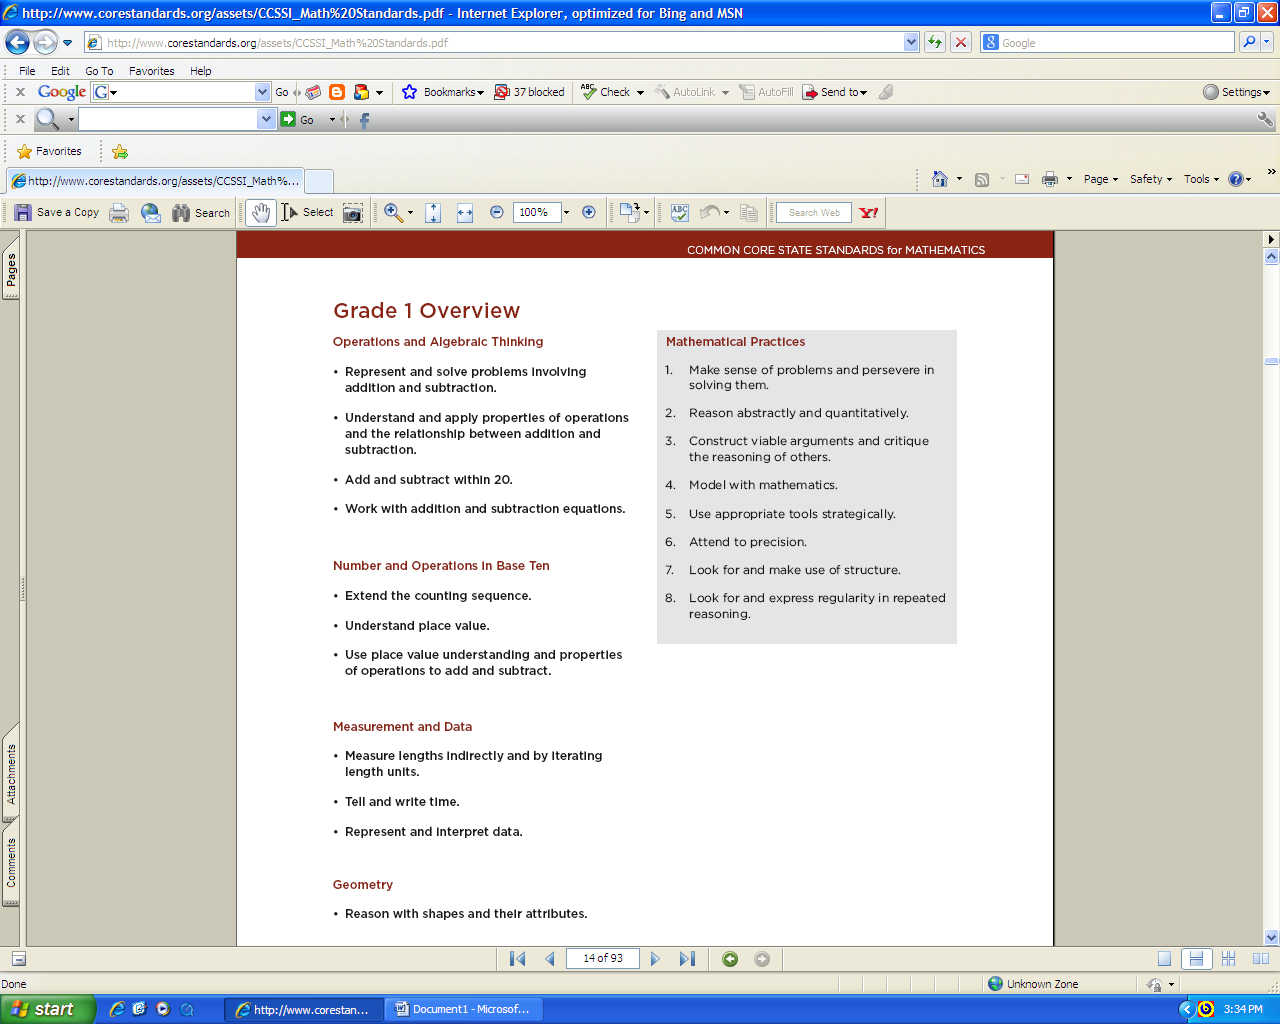 http://www.corestandards.org/assets/CCSSI_Math%20Standards.pdf - Internet Explorer, optimized for Bing and MSN
http://www.corestandards.org/assets/CCSSI_Math%20Standards.pdf
Google
File Edit Go To Favorites Help
x Google G Go Bookmarks 37 blocked ABC Check AutoLink AutoFill Send to Settings
x Go
Favorites
http://www.corestandards.org/assets/CCSSI_Math%... Page Safety Tools »
Save a Copy Search Select 100% ABC Search Web Y!
Pages
COMMON CORE STATE STANDARDS for MATHEMATICS
Grade 1 Overview
Operations and Algebraic Thinking
• Represent and solve problems involving
addition and subtraction.
• Understand and apply properties of operations
and the relationship between addition and
subtraction.
• Add and subtract within 20.
• Work with addition and subtraction equations.
Number and Operations in Base Ten
• Extend the counting sequence.
• Understand place value.
• Use place value understanding and properties
of operations to add and subtract.
Measurement and Data
• Measure lengths indirectly and by iterating
length units.
• Tell and write time.
• Represent and interpret data.
Geometry
• Reason with shapes and their attributes.
Mathematical Practices
1. Make sense of problems and persevere in
solving them.
2. Reason abstractly and quantitatively.
3. Construct viable arguments and critique
the reasoning of others.
4. Model with mathematics.
5. Use appropriate tools strategically.
6. Attend to precision.
7. Look for and make use of structure.
8. Look for and express regularity in repeated
reasoning.
Attachments
Comments
14 of 93
Done
Unknown Zone
start
http://www.corestan...
Document1 - Microsof...
3:34 PM